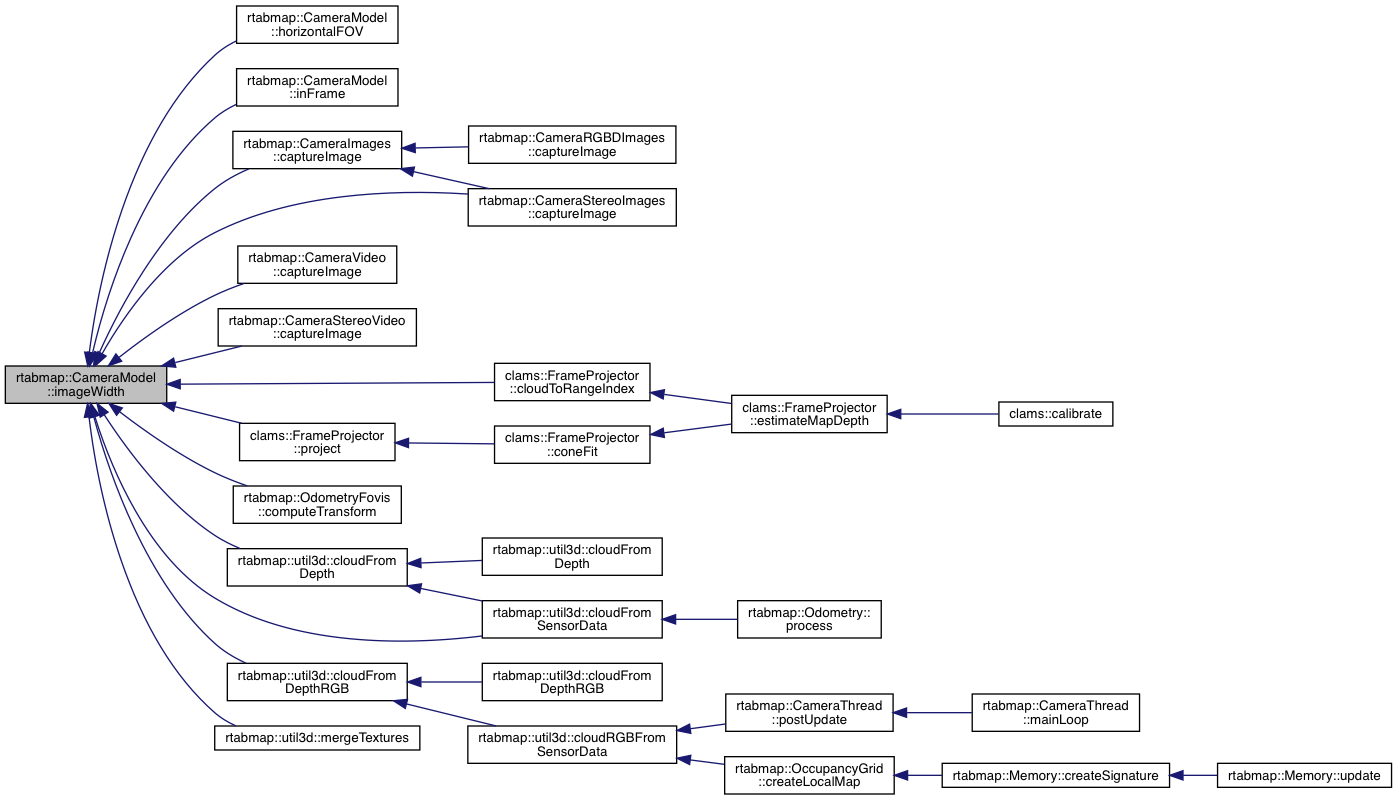 rtabmap::CameraModel
::horizontalFOV
rtabmap::CameraModel
::inFrame
rtabmap::CameraImages
::captureImage
rtabmap::CameraRGBDImages
::captureImage
rtabmap::CameraStereoImages
::captureImage
rtabmap::CameraVideo
::captureImage
rtabmap::CameraStereoVideo
::captureImage
rtabmap::CameraModel
::imageWidth
clams::FrameProjector
::cloudToRangeIndex
clams::FrameProjector
::estimateMapDepth
clams::calibrate
clams::FrameProjector
::project
clams::FrameProjector
::coneFit
rtabmap::OdometryFovis
::computeTransform
rtabmap::util3d::cloudFrom
Depth
rtabmap::util3d::cloudFrom
Depth
rtabmap::util3d::cloudFrom
SensorData
rtabmap::Odometry::
process
rtabmap::util3d::cloudFrom
DepthRGB
rtabmap::util3d::cloudFrom
DepthRGB
rtabmap::CameraThread
::postUpdate
rtabmap::CameraThread
::mainLoop
rtabmap::util3d::mergeTextures
rtabmap::util3d::cloudRGBFrom
SensorData
rtabmap::OccupancyGrid
::createLocalMap
rtabmap::Memory::createSignature
rtabmap::Memory::update